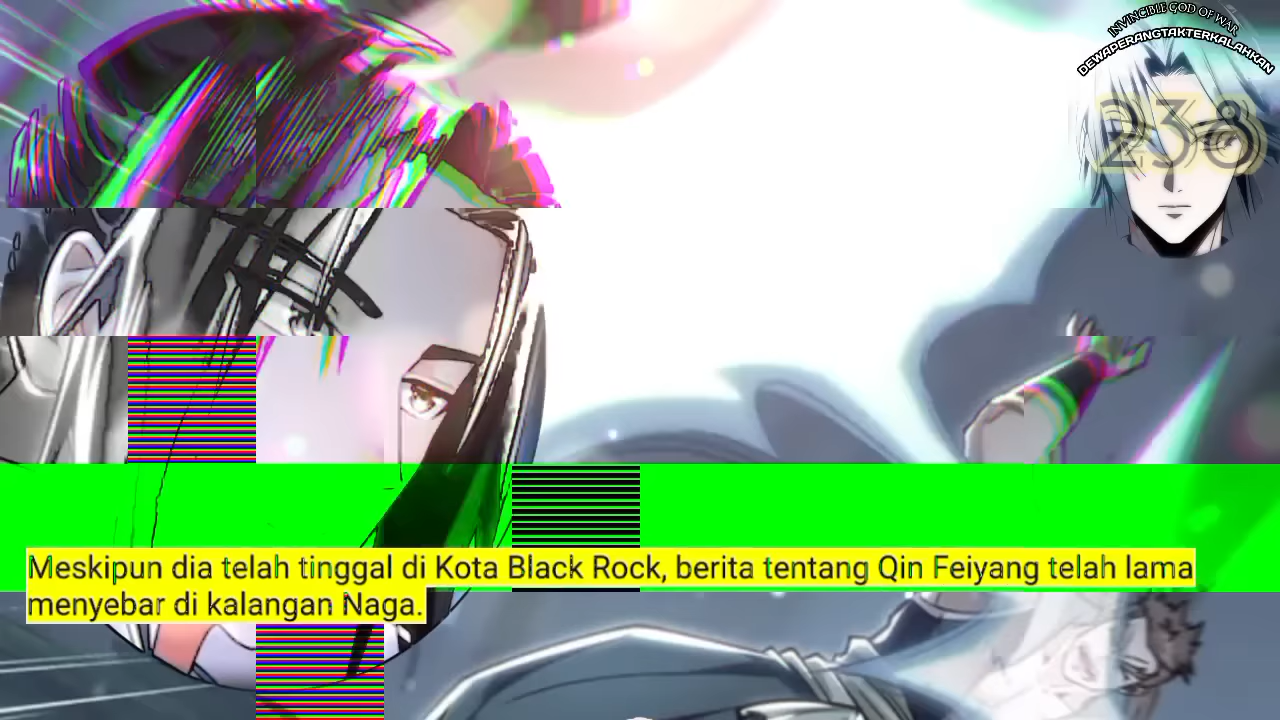 INVINCIBLE GOD OF WAR
DEWAPERANGTAKTERKALAHKAN
238
Meskipun dia telah tinggal di Kota Black Rock, berita tentang Qin Feiyang telah lama
menyebar di kalangan Naga.